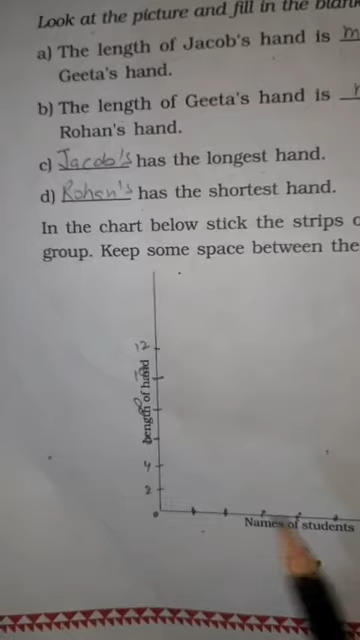 Look at the picture and fill in the
a) The length of Jacob's hand is
Geeta's hand.
b) The length of Geeta's hand is
Rohan's hand.
c) Jacob's has the longest hand.
d) Rohan's has the shortest hand.
In the chart below stick the strips
group. Keep some space between the
12
Length of hand
4
2
0
Names of students